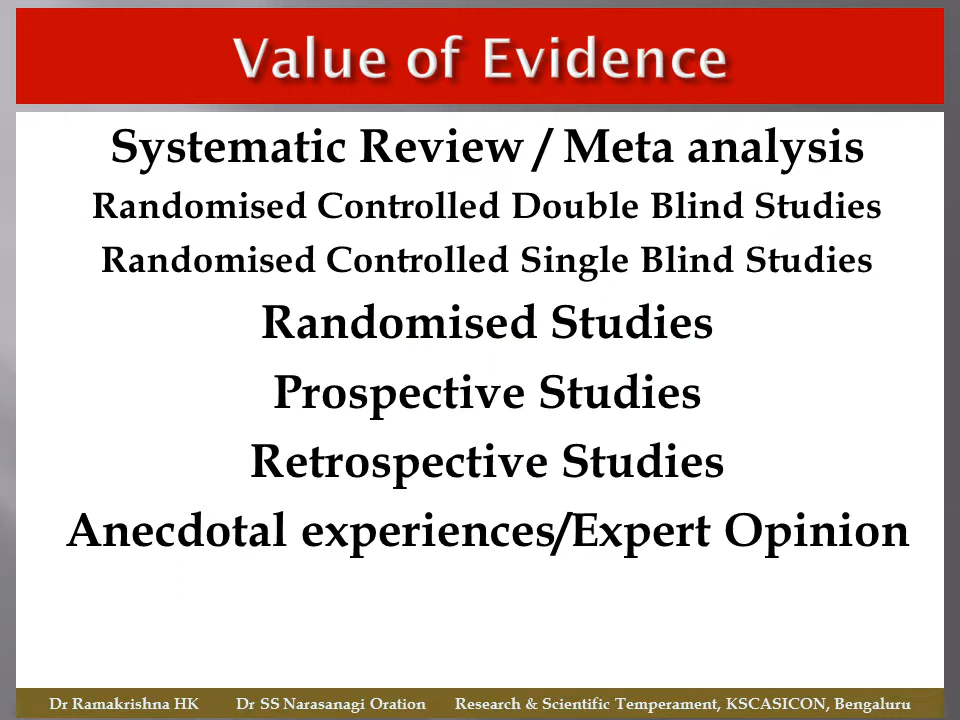 Value of Evidence
Systematic Review / Meta analysis
Randomised Controlled Double Blind Studies
Randomised Controlled Single Blind Studies
Randomised Studies
Prospective Studies
Retrospective Studies
Anecdotal experiences/Expert Opinion
Dr Ramakrishna HK Dr SS Narasanagi Oration Research & Scientific Temperament, KSCASICON, Bengaluru